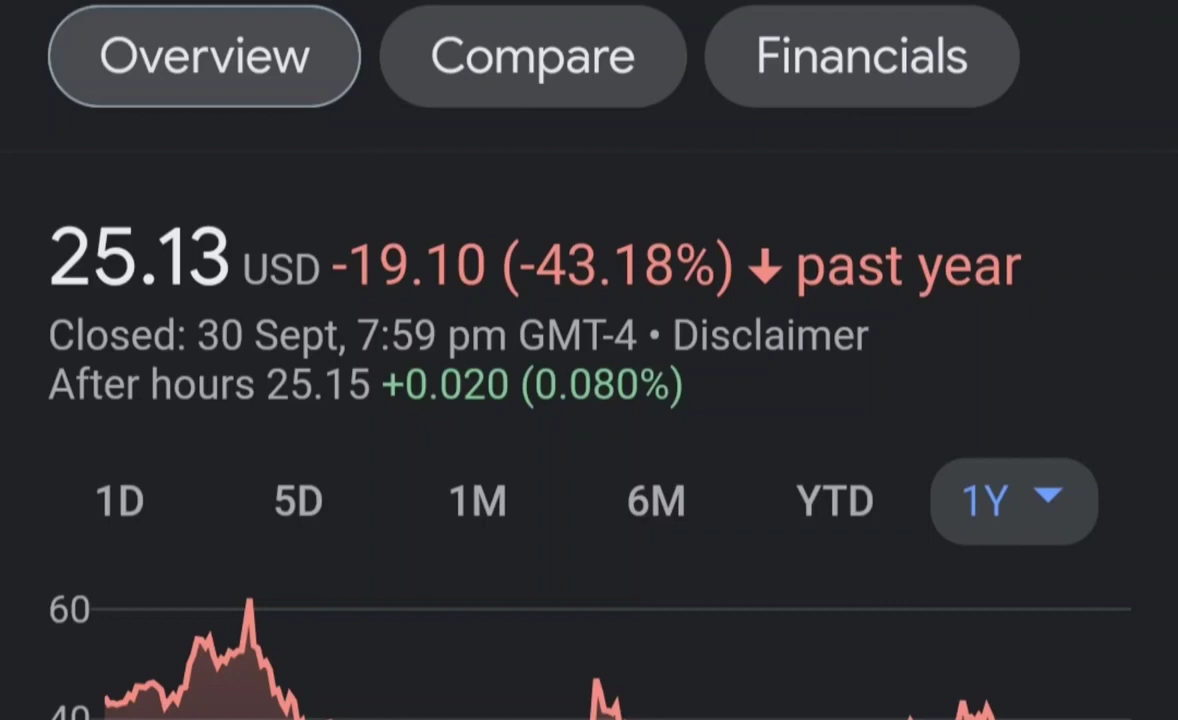 Overview Compare Financials
25.13 USD -19.10 (-43.18%) ↓ past year
Closed: 30 Sept, 7:59 pm GMT-4 • Disclaimer
After hours 25.15 +0.020 (0.080%)
1D 5D 1M 6M YTD 1Y
60
40